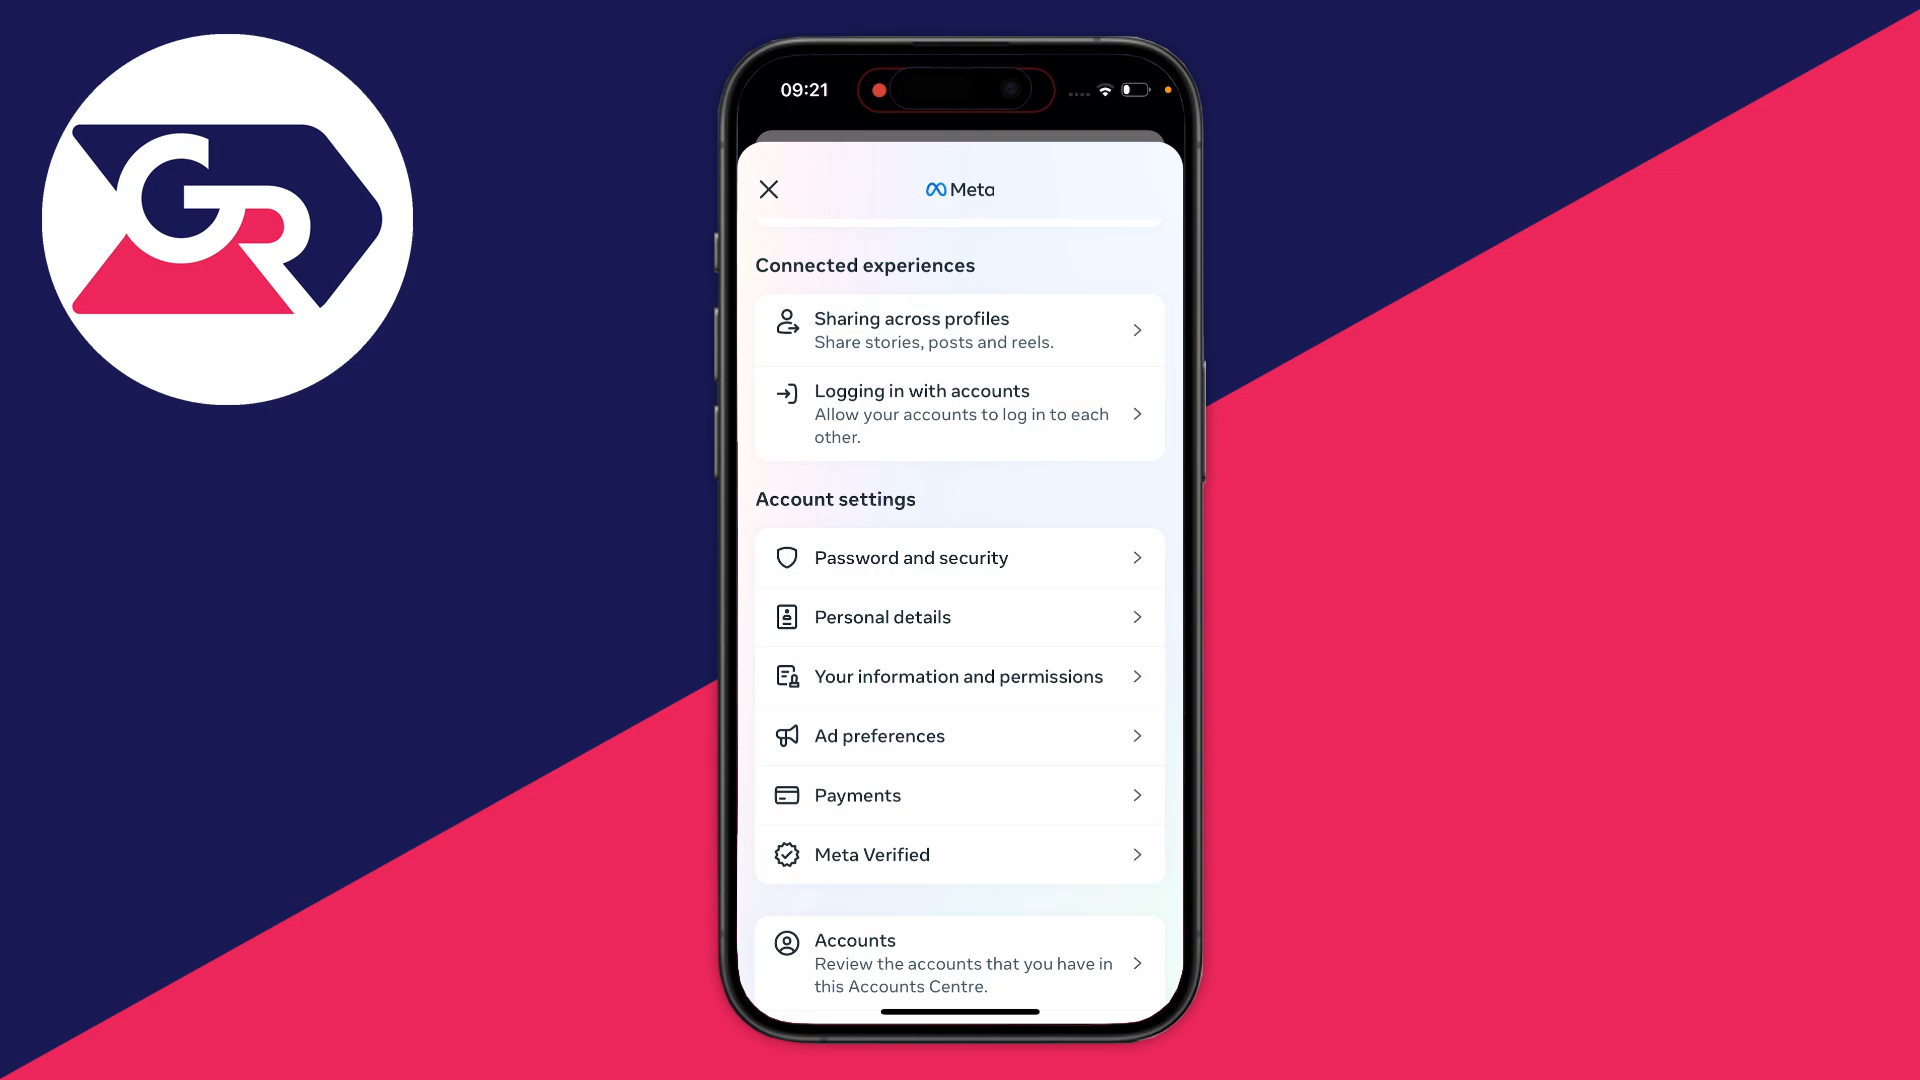 GR
09:21
Meta
Connected experiences
Sharing across profiles
Share stories, posts and reels.
Logging in with accounts
Allow your accounts to log in to each
other.
Account settings
Password and security
Personal details
Your information and permissions
Ad preferences
Payments
Meta Verified
Accounts
Review the accounts that you have in
this Accounts Centre.